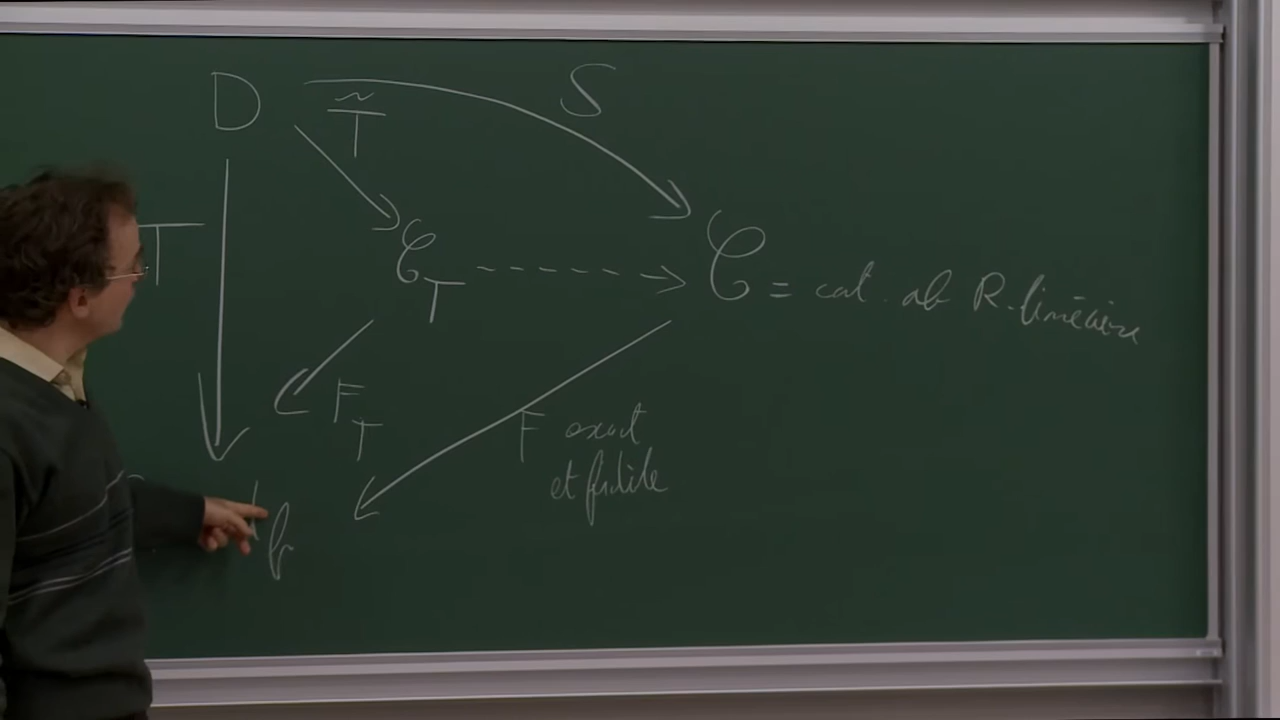 D
T̃
S
T
𝒞_T
𝒞 = cat. ab R-linéaire
F_T
F exact
et fidèle